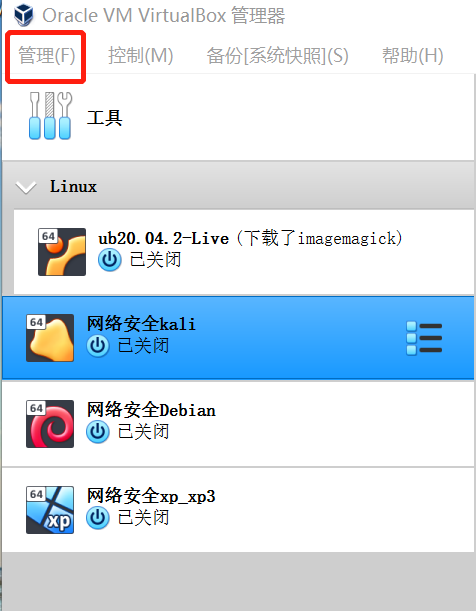 Oracle VM VirtualBox 管理器
管理(F) 控制(M) 备份[系统快照](S) 帮助(H)
工具
Linux
64
ub20.04.2-Live (下载了imagemagick)
已关闭
64
网络安全kali
已关闭
64
网络安全Debian
已关闭
64
网络安全xp_xp3
xp
已关闭